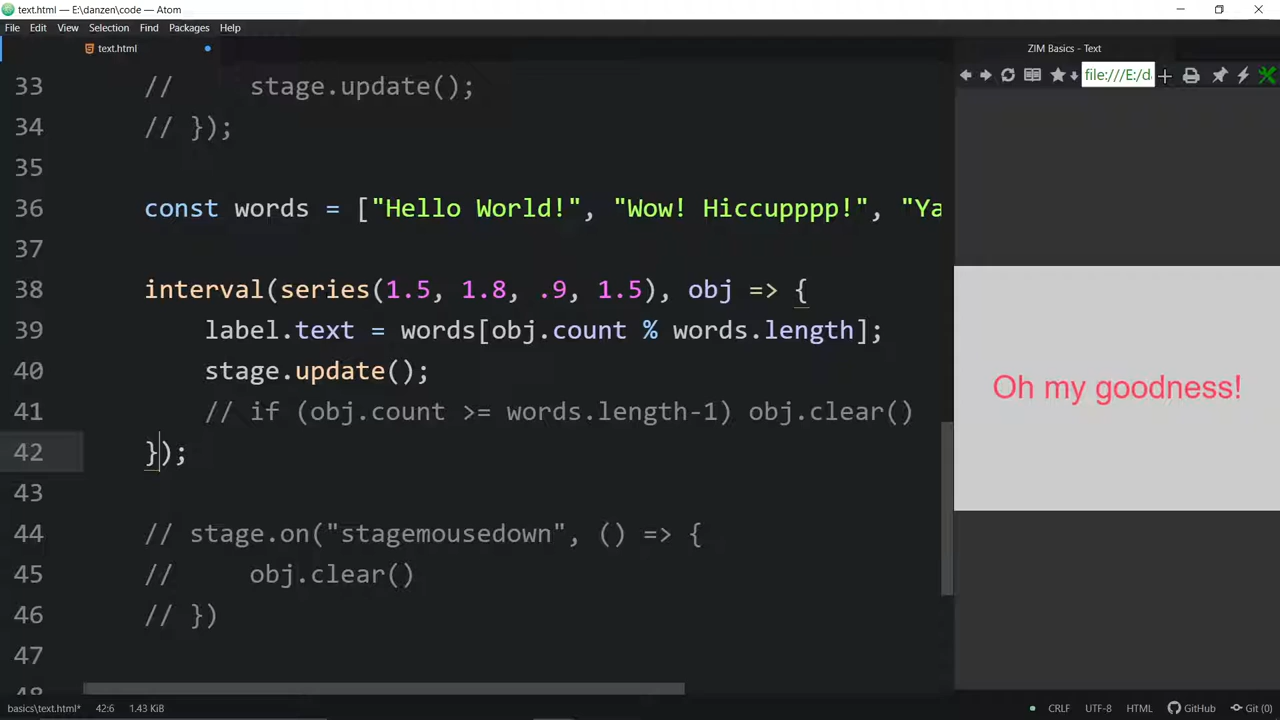 text.html — E:\danzen\code — Atom
File Edit View Selection Find Packages Help
text.html
ZIM Basics - Text
file:///E:/d
33 // stage.update();
34 // });
35
36 const words = ["Hello World!", "Wow! Hiccupppp!", "Ya
37
38 interval(series(1.5, 1.8, .9, 1.5), obj => {
39 label.text = words[obj.count % words.length];
40 stage.update();
41 // if (obj.count >= words.length-1) obj.clear()
42 });
43
44 // stage.on("stagemousedown", () => {
45 // obj.clear()
46 // })
47
48
Oh my goodness!
basics\text.html* 42:6 1.43 KiB CRLF UTF-8 HTML GitHub Git (0)